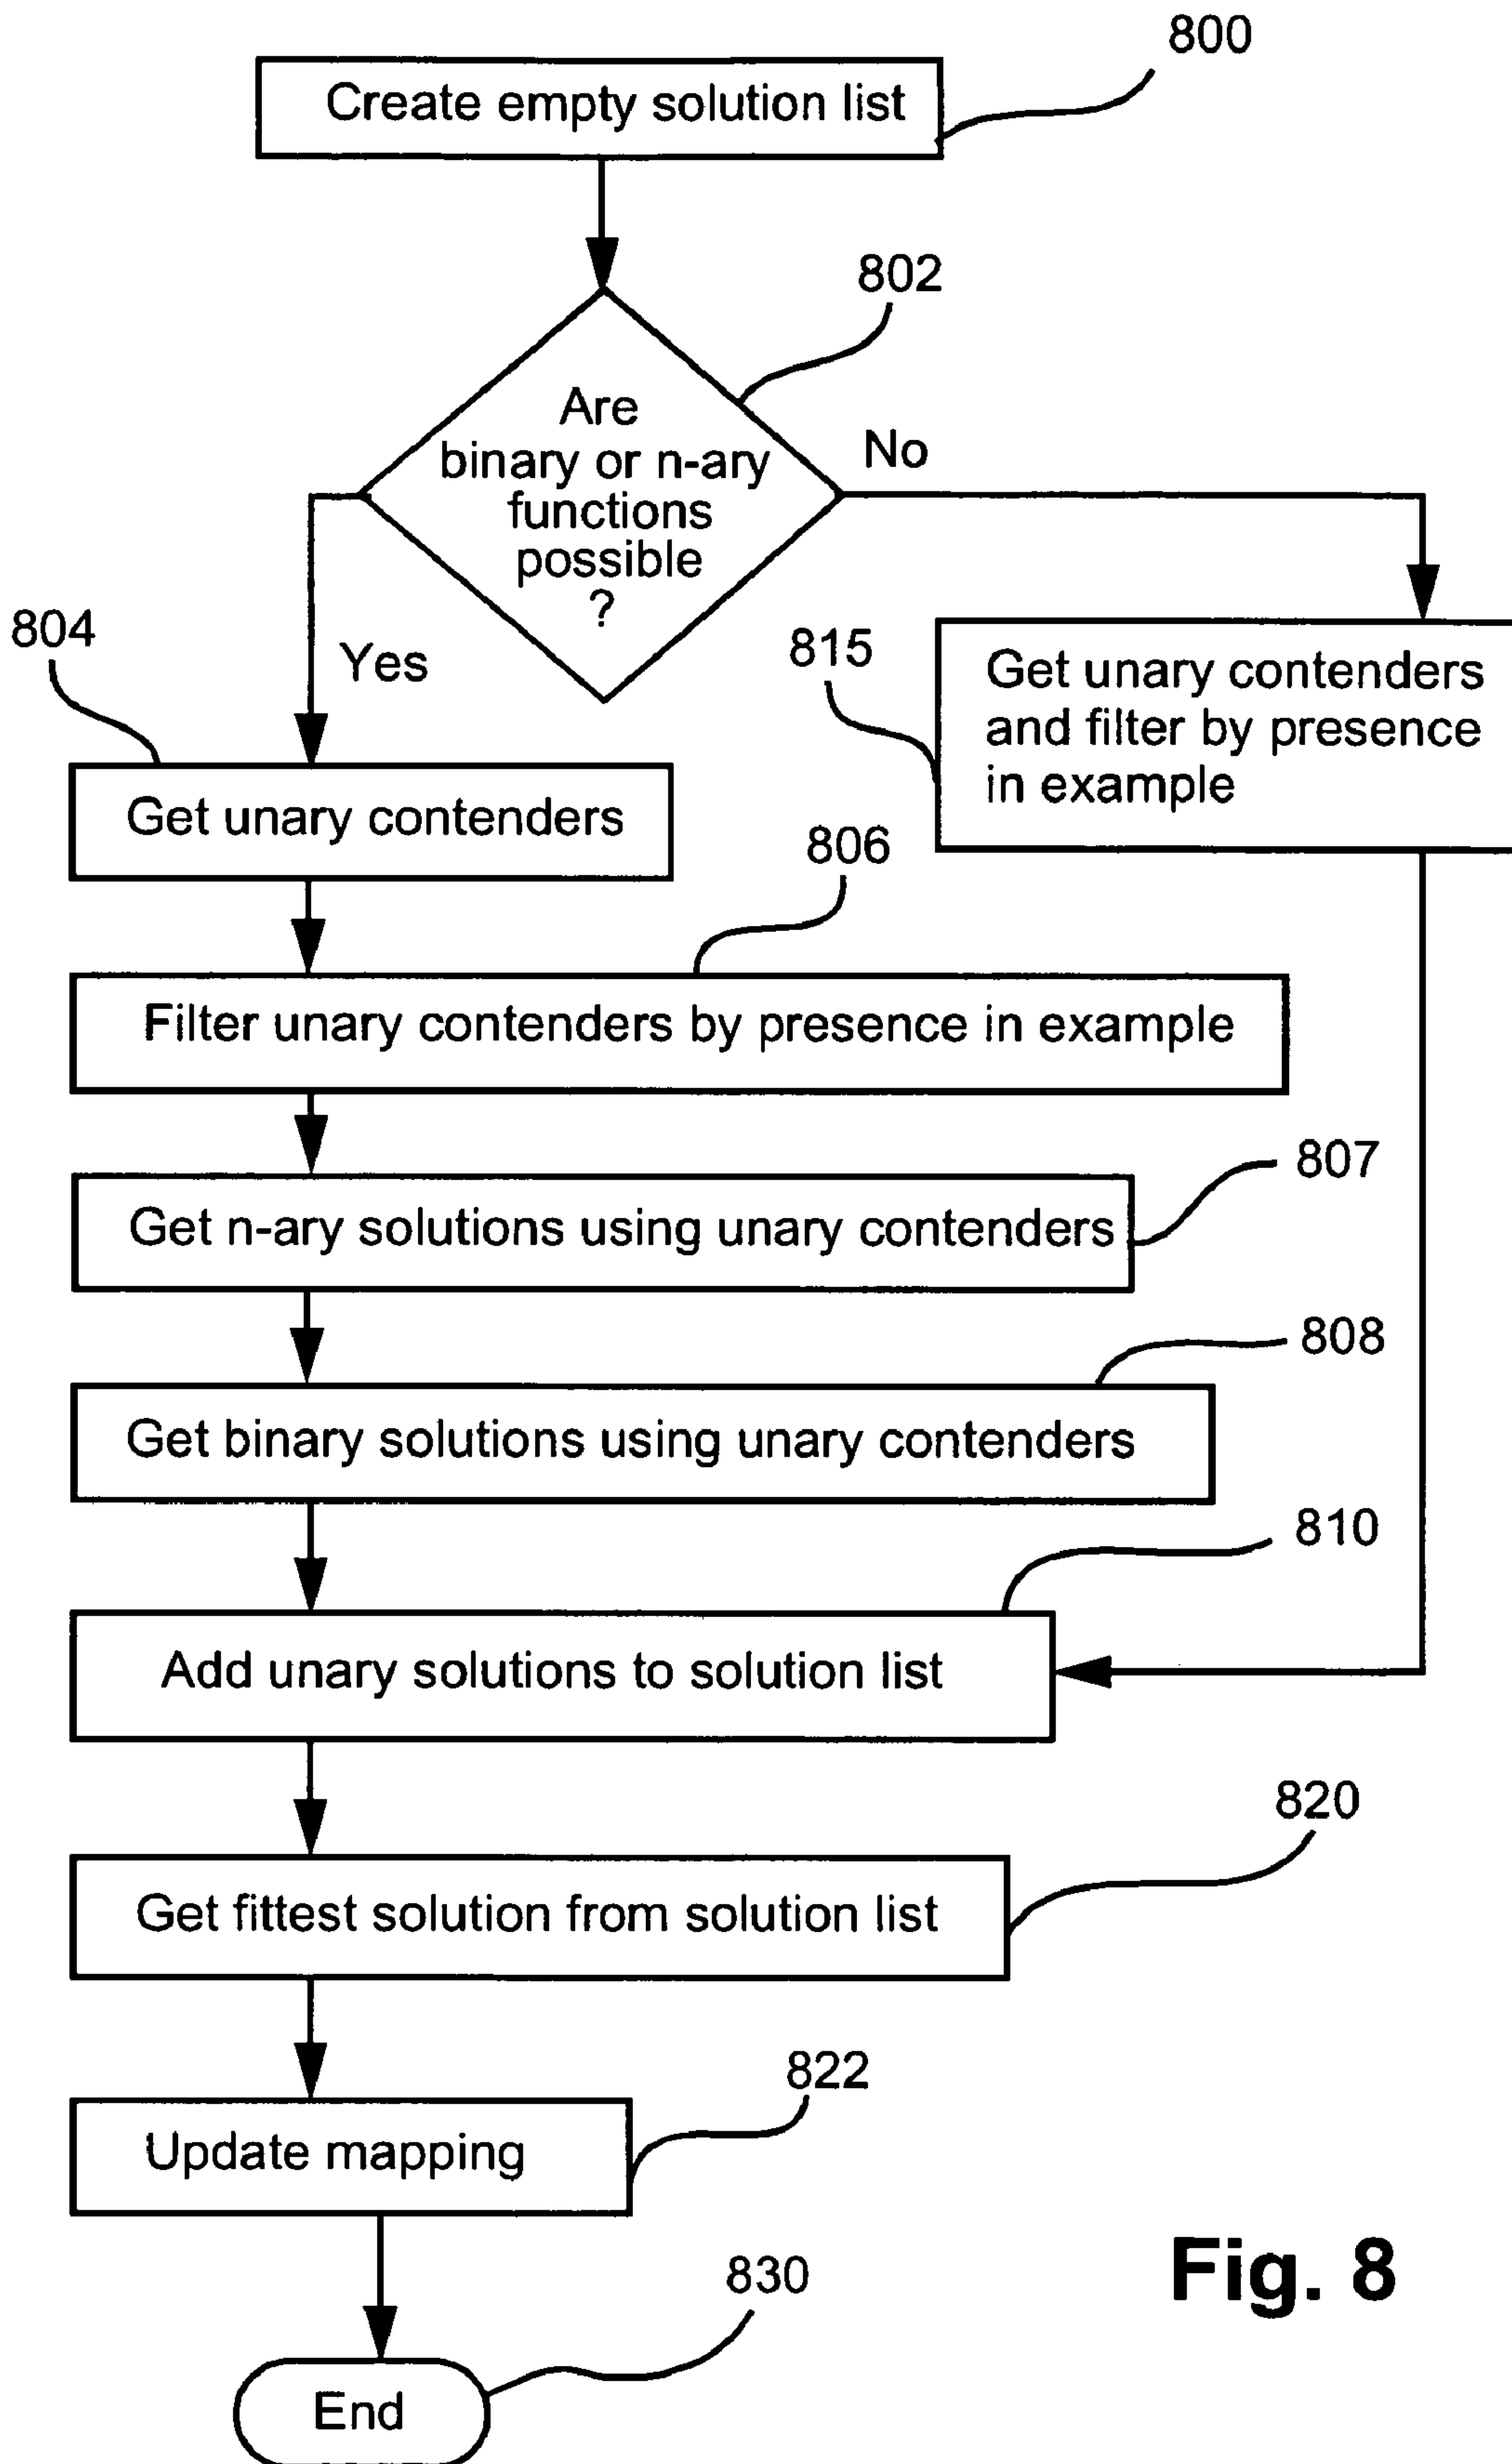 800
Create empty solution list
802
Are
binary or n-ary
functions
possible
?
No
Yes
804
815
Get unary contenders
and filter by presence
in example
Get unary contenders
806
Filter unary contenders by presence in example
807
Get n-ary solutions using unary contenders
808
Get binary solutions using unary contenders
810
Add unary solutions to solution list
820
Get fittest solution from solution list
822
Update mapping
830
End
Fig. 8